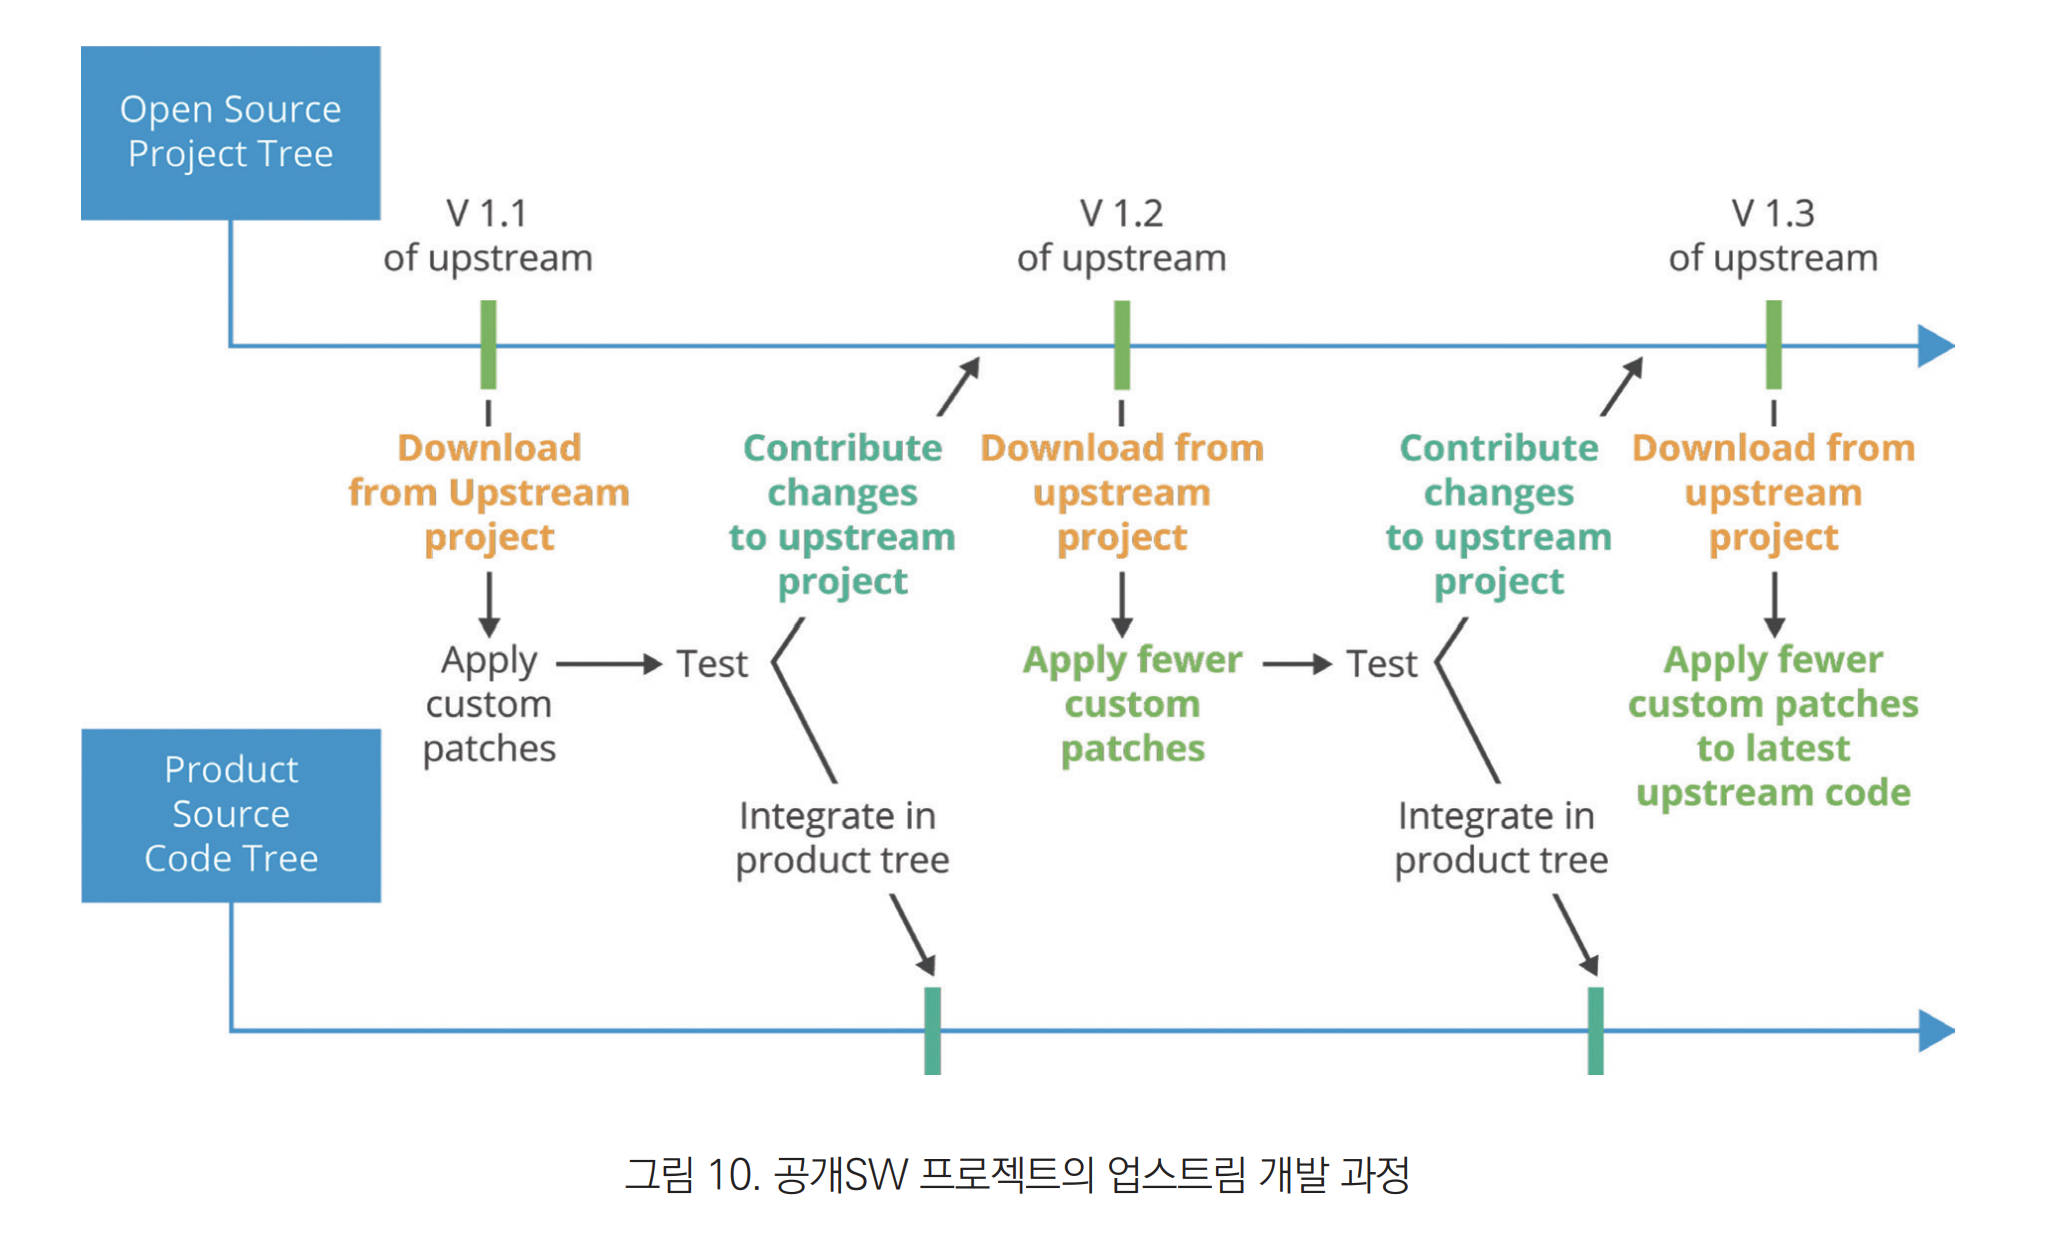 Open Source
Project Tree
V 1.1
of upstream
V 1.2
of upstream
V 1.3
of upstream
Download
from Upstream
project
Contribute
changes
to upstream
project
Download from
upstream
project
Contribute
changes
to upstream
project
Download from
upstream
project
Apply
custom
patches
Test
Apply fewer
custom
patches
Test
Apply fewer
custom patches
to latest
upstream code
Product
Source
Code Tree
Integrate in
product tree
Integrate in
product tree
그림 10. 공개SW 프로젝트의 업스트림 개발 과정